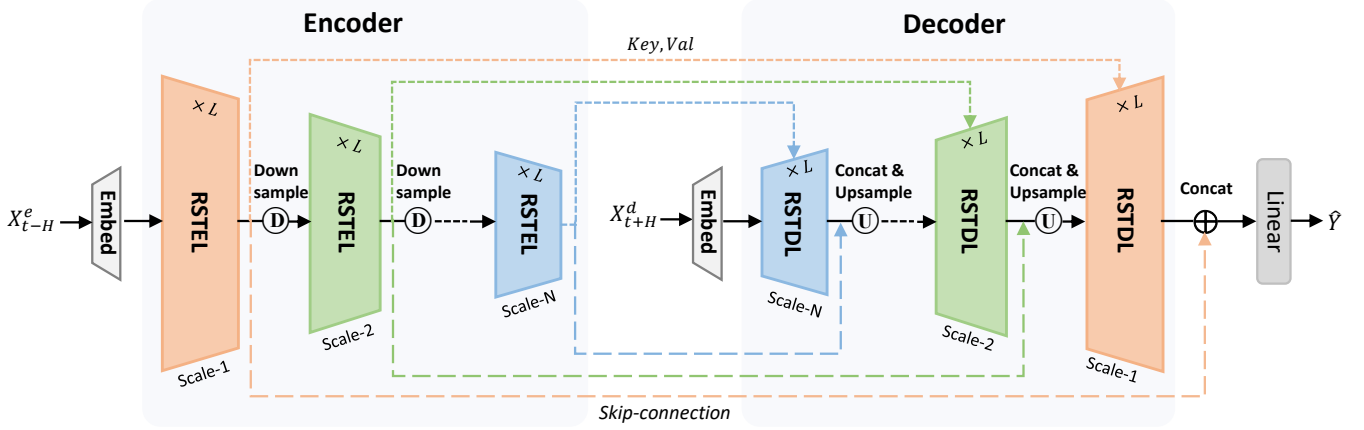 Encoder
Decoder
Key,Val
× L
× L
× L
× L
× L
× L
Down
sample
Down
sample
Concat &
Upsample
Concat &
Upsample
Concat
X^e_{t−H}
Embed
RSTEL
D
RSTEL
D
RSTEL
X^d_{t+H}
Embed
RSTDL
U
RSTDL
U
RSTDL
Linear
Ŷ
Scale-1
Scale-2
Scale-N
Scale-N
Scale-2
Scale-1
Skip-connection